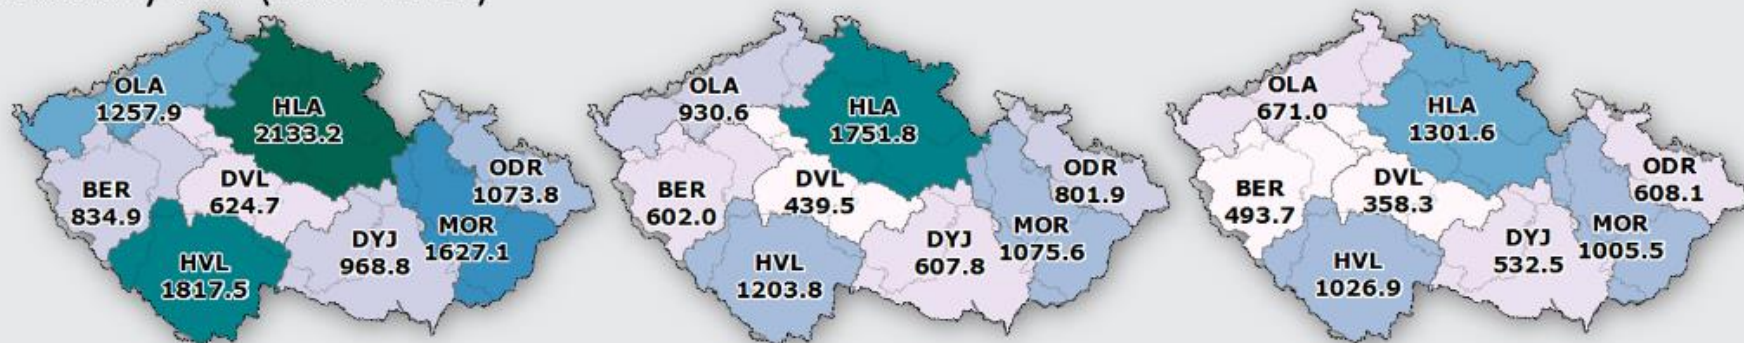 OLA
1257.9
HLA
2133.2
ODR
1073.8
BER
834.9
DVL
624.7
MOR
1627.1
DYJ
968.8
HVL
1817.5
OLA
930.6
HLA
1751.8
ODR
801.9
BER
602.0
DVL
439.5
MOR
1075.6
DYJ
607.8
HVL
1203.8
OLA
671.0
HLA
1301.6
ODR
608.1
BER
493.7
DVL
358.3
MOR
1005.5
DYJ
532.5
HVL
1026.9